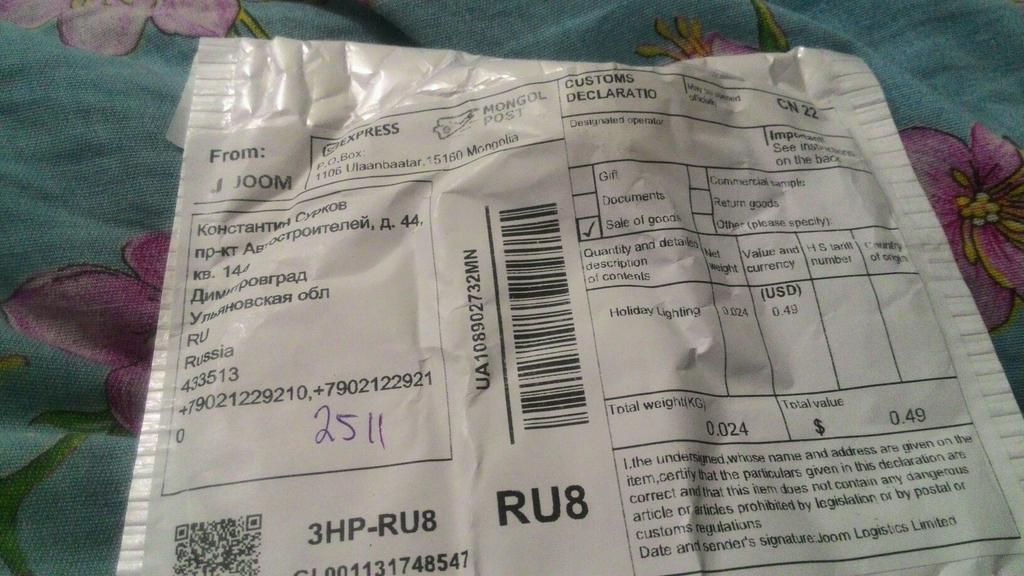 From:
JOOM
EXPRESS
MONGOL
POST
P.O.Box:
1106 Ulaanbaatar.15160 Mongolia
Константин Сурков
пр-кт Автостроителей, д. 44,
кв.
Димитровград
Ульяновская обл
RU
Russia
433513
+79021229210,+7902122921
0
2511
3HP-RU8
UA108902732MN
RU8
CUSTOMS
DECLARATIO
CN 22
Designated operator
Important
See
on the back
Gift
Documents
✓ Sale of goods
Commercial sample
Return goods
Other (please specify):
Quantity and detailed
description
of contents
Net
weight
Value and
currency
H S tariff
number
Country
of origin
(USD)
Holiday Lighting 0.024 0.49
Total weight(KG)
0.024
Total value
$ 0.49
I,the undersigned,whose name and address are given on the
item,certify that the particulars given in this declaration are
correct and that this item does not contain any dangerous
article or articles prohibited by legislation or by postal or
customs regulations
Date and sender's signature:Joom Logistics Limited